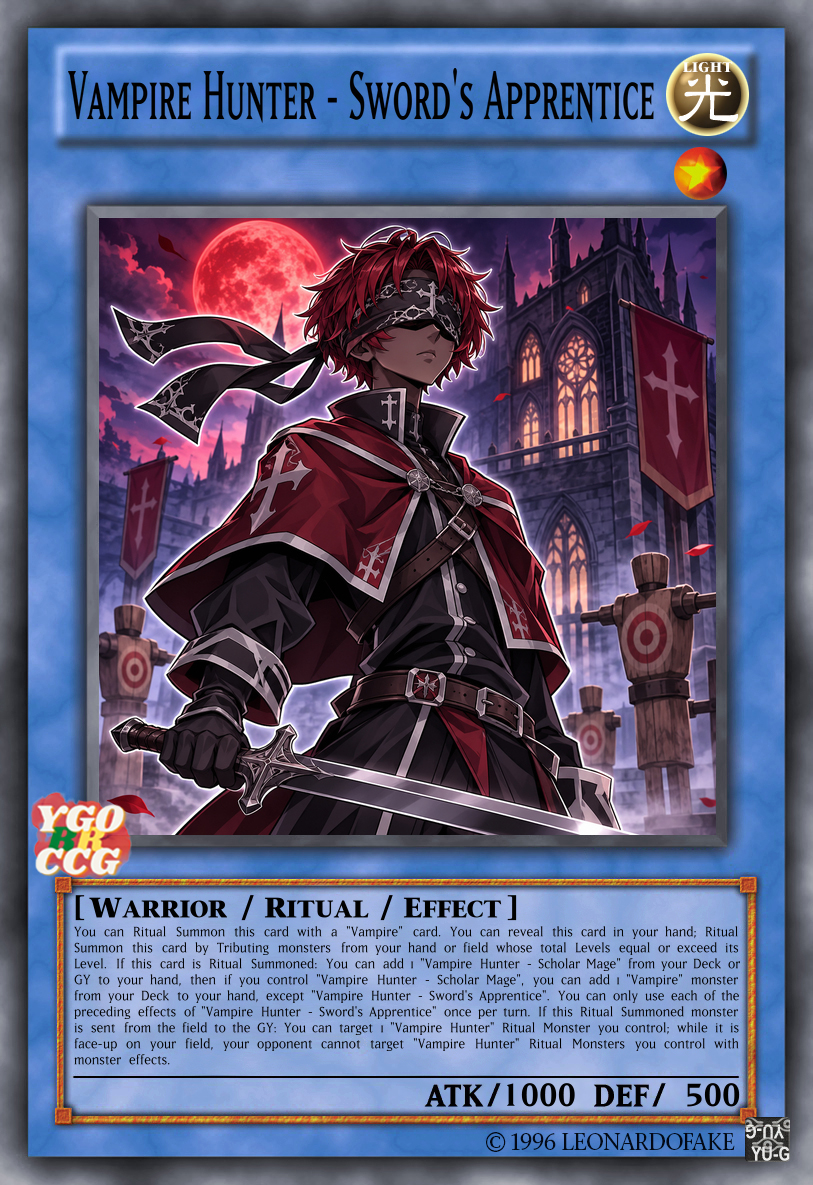 Vampire Hunter - Sword's Apprentice
LIGHT
光
YGO
RR
CCG
[ Warrior / Ritual / Effect ]
You can Ritual Summon this card with a "Vampire" card. You can reveal this card in your hand; Ritual
Summon this card by Tributing monsters from your hand or field whose total Levels equal or exceed its
Level. If this card is Ritual Summoned: You can add 1 "Vampire Hunter - Scholar Mage" from your Deck or
GY to your hand, then if you control "Vampire Hunter - Scholar Mage", you can add 1 "Vampire" monster
from your Deck to your hand, except "Vampire Hunter - Sword's Apprentice". You can only use each of the
preceding effects of "Vampire Hunter - Sword's Apprentice" once per turn. If this Ritual Summoned monster
is sent from the field to the GY: You can target 1 "Vampire Hunter" Ritual Monster you control; while it is
face-up on your field, your opponent cannot target "Vampire Hunter" Ritual Monsters you control with
monster effects.
ATK/1000 DEF/ 500
© 1996 LEONARDOFAKE
YU-G